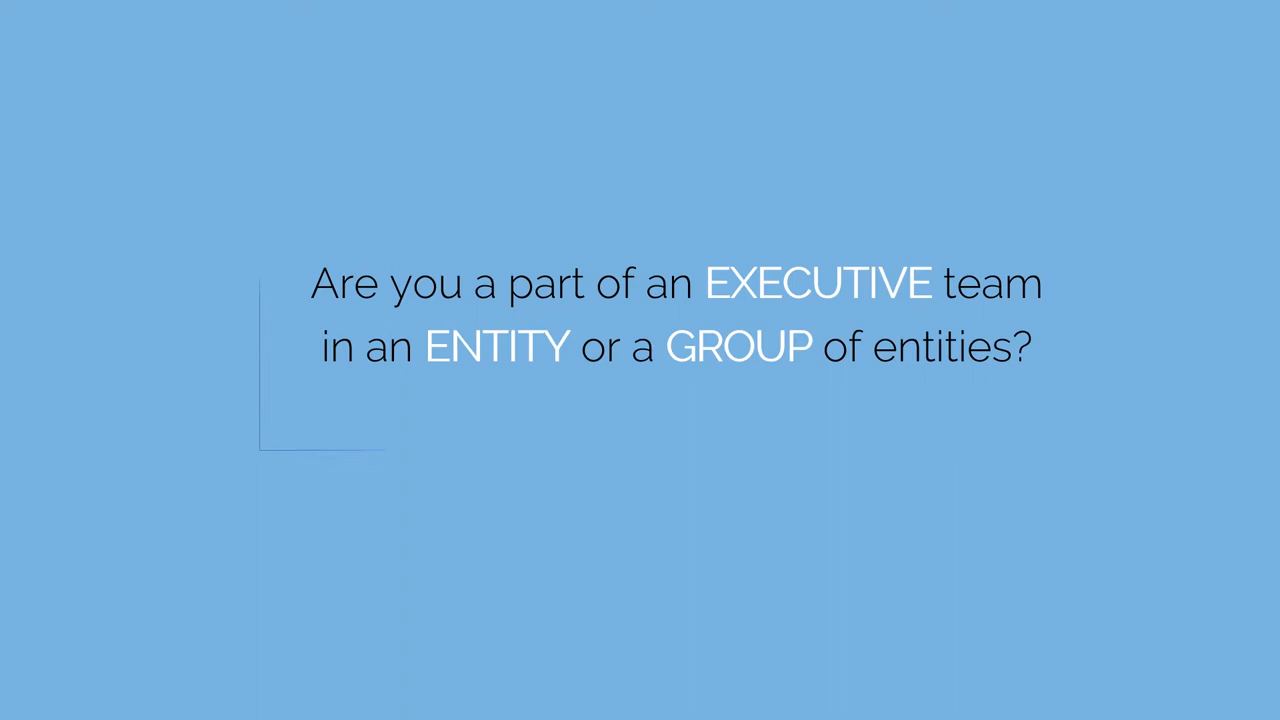 Are you a part of an EXECUTIVE team
in an ENTITY or a GROUP of entities?